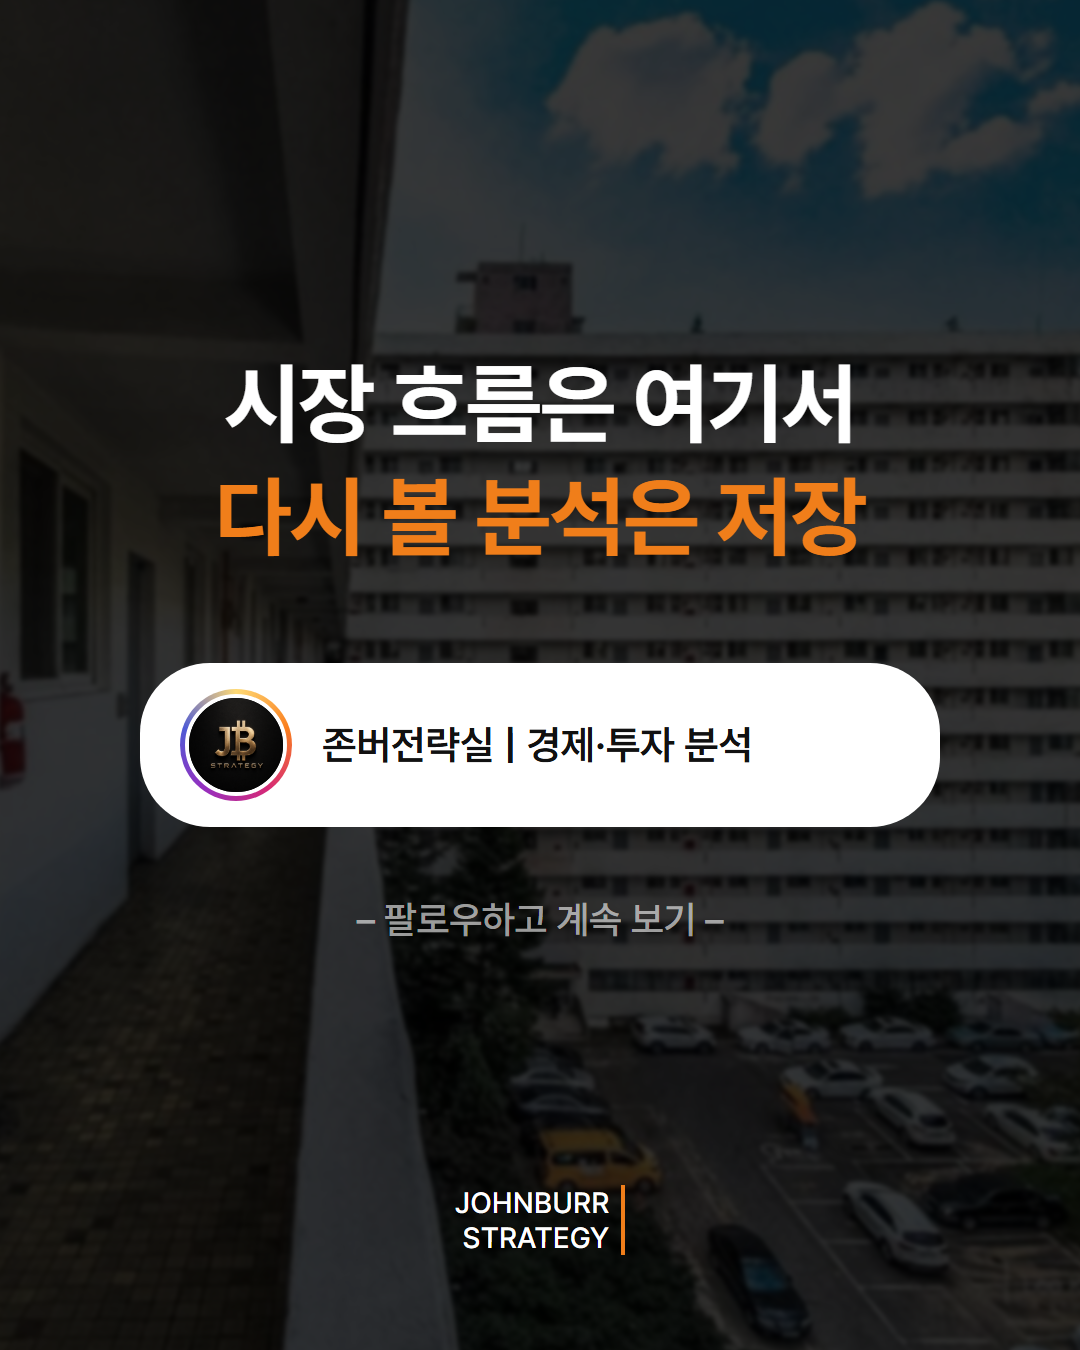 시장 흐름은 여기서
다시 볼 분석은 저장
JB
STRATEGY
존버전략실 | 경제·투자 분석
– 팔로우하고 계속 보기 –
JOHNBURR
STRATEGY